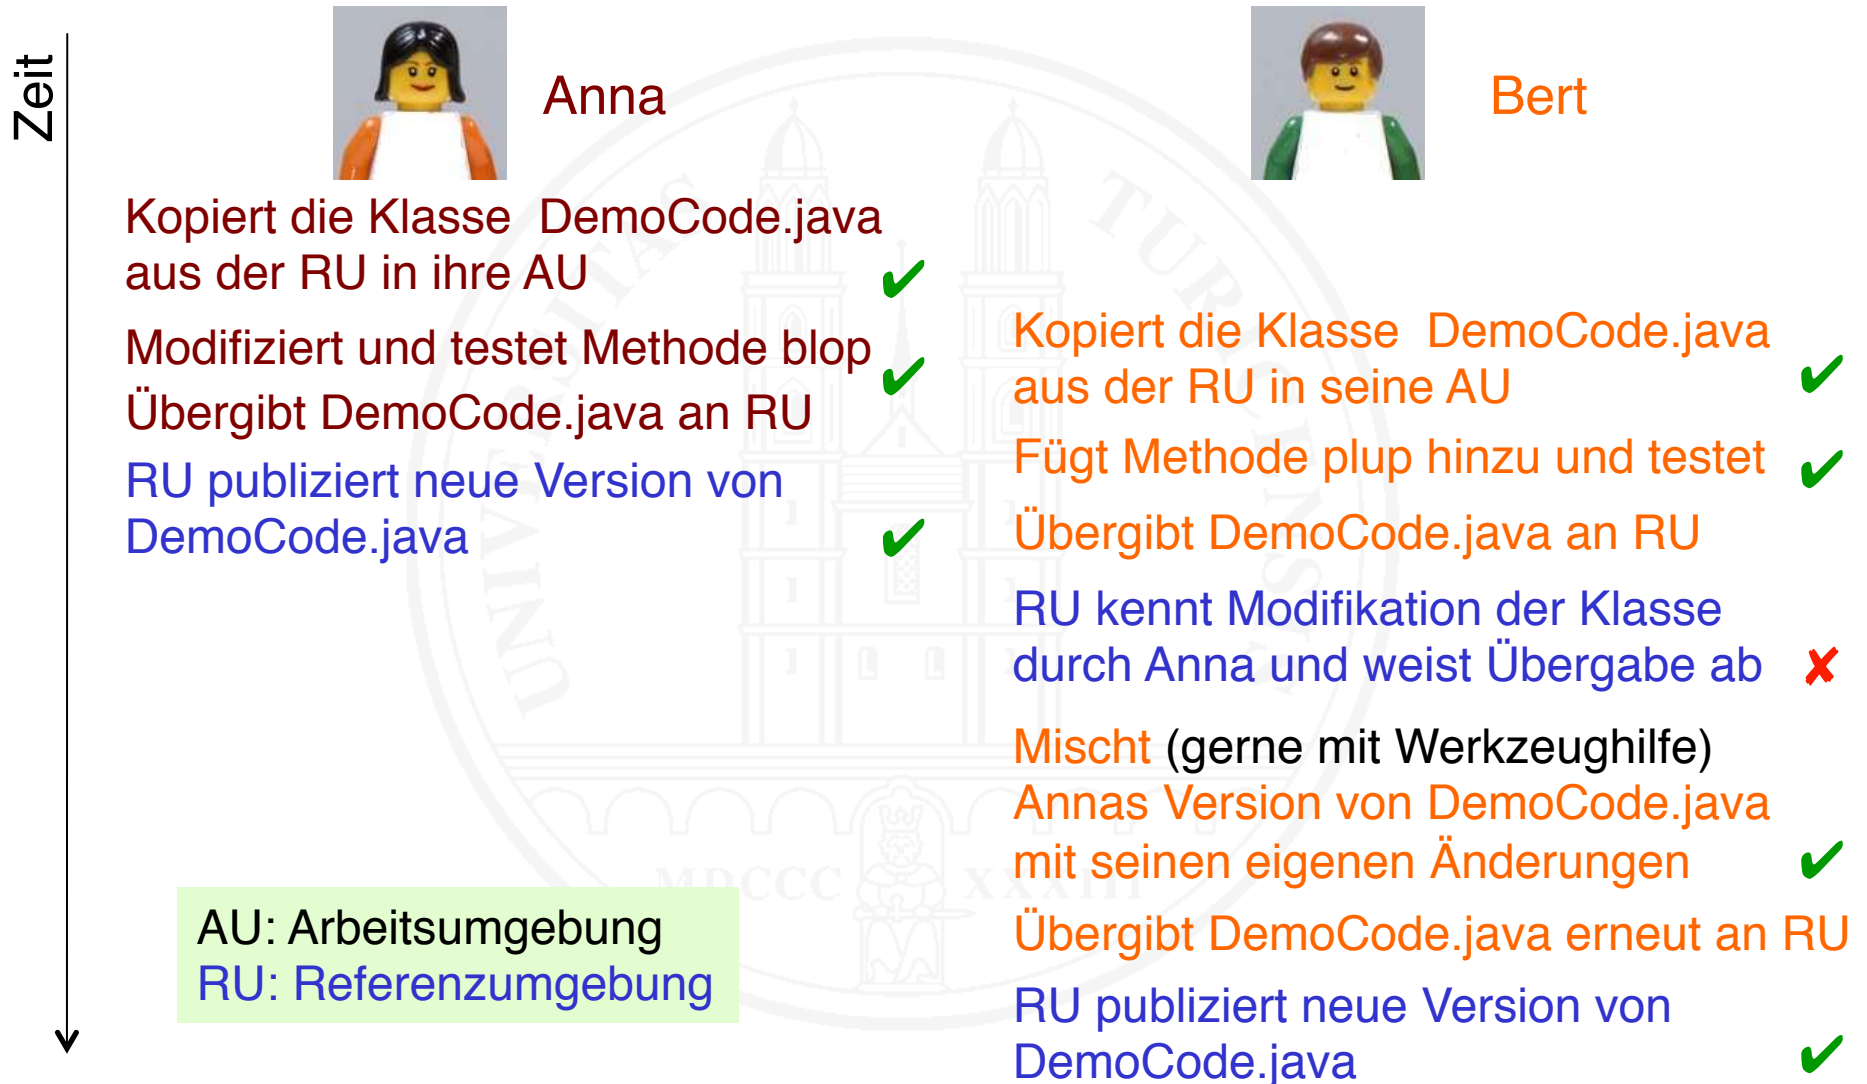 Zeit
Anna
Kopiert die Klasse DemoCode.java
aus der RU in ihre AU
Modifiziert und testet Methode blop
Übergibt DemoCode.java an RU
RU publiziert neue Version von
DemoCode.java
Bert
Kopiert die Klasse DemoCode.java
aus der RU in seine AU
Fügt Methode plup hinzu und testet
Übergibt DemoCode.java an RU
RU kennt Modifikation der Klasse
durch Anna und weist Übergabe ab
Mischt (gerne mit Werkzeughilfe)
Annas Version von DemoCode.java
mit seinen eigenen Änderungen
Übergibt DemoCode.java erneut an RU
RU publiziert neue Version von
DemoCode.java
AU: Arbeitsumgebung
RU: Referenzumgebung
UNIVERSITAS TURICENSIS
MDCCC XXXIII